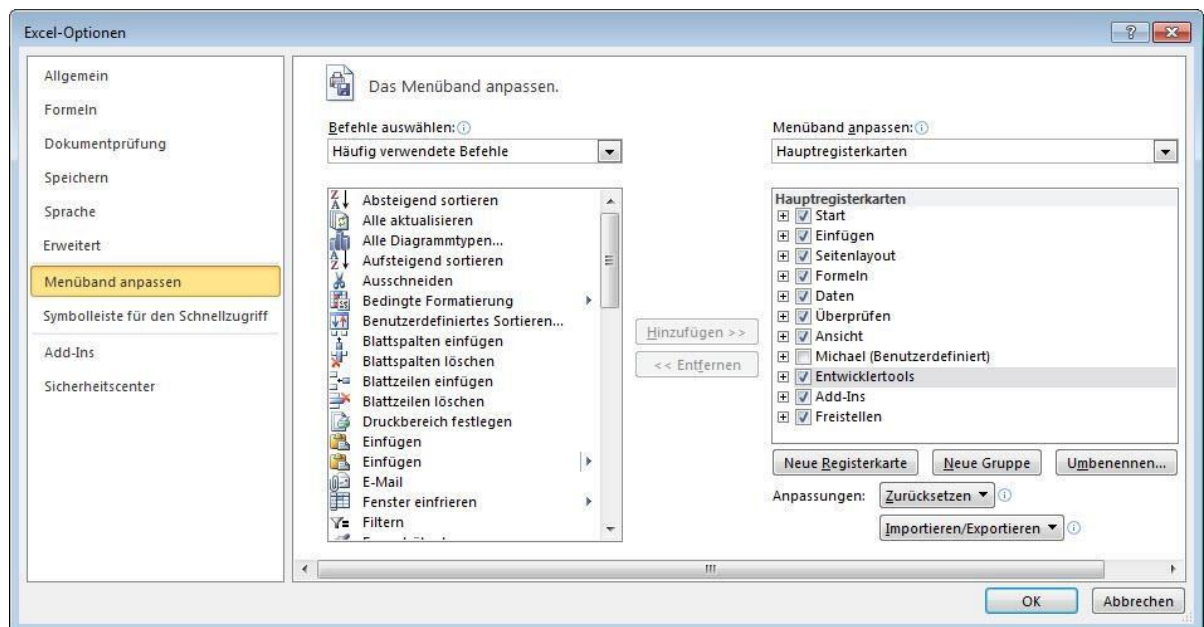 Excel-Optionen
Allgemein
Formeln
Dokumentprüfung
Speichern
Sprache
Erweitert
Menüband anpassen
Symbolleiste für den Schnellzugriff
Add-Ins
Sicherheitscenter
Das Menüband anpassen.
Befehle auswählen:
Häufig verwendete Befehle
Absteigend sortieren
Alle aktualisieren
Alle Diagrammtypen...
Aufsteigend sortieren
Ausschneiden
Bedingte Formatierung
Benutzerdefiniertes Sortieren...
Blattspalten einfügen
Blattspalten löschen
Blattzeilen einfügen
Blattzeilen löschen
Druckbereich festlegen
Einfügen
Einfügen
E-Mail
Fenster einfrieren
Filtern
Hinzufügen >>
<< Entfernen
Menüband anpassen:
Hauptregisterkarten
Hauptregisterkarten
Start
Einfügen
Seitenlayout
Formeln
Daten
Überprüfen
Ansicht
Michael (Benutzerdefiniert)
Entwicklertools
Add-Ins
Freistellen
Neue Registerkarte
Neue Gruppe
Umbenennen...
Anpassungen:
Zurücksetzen
Importieren/Exportieren
OK
Abbrechen